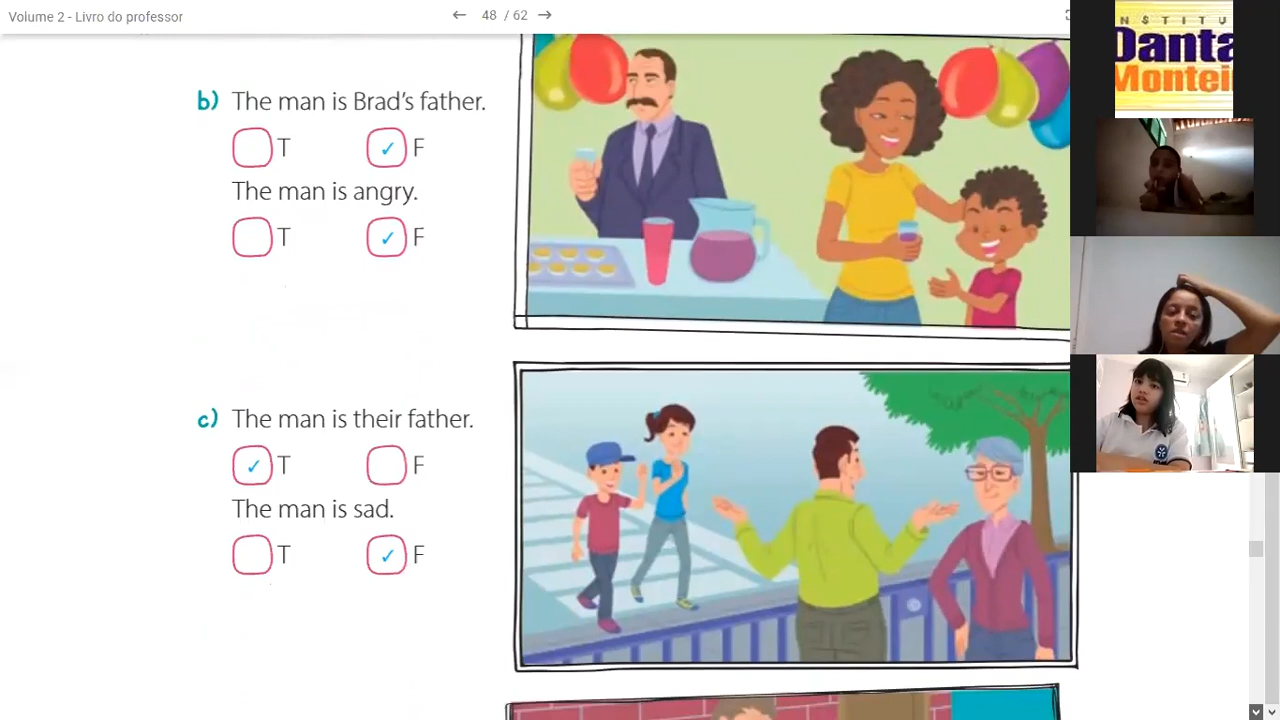 Volume 2 - Livro do professor
48 / 62
b) The man is Brad's father.
T ✓ F
The man is angry.
T ✓ F
c) The man is their father.
✓ T F
The man is sad.
T ✓ F
N S T I T U
Danta
Montei